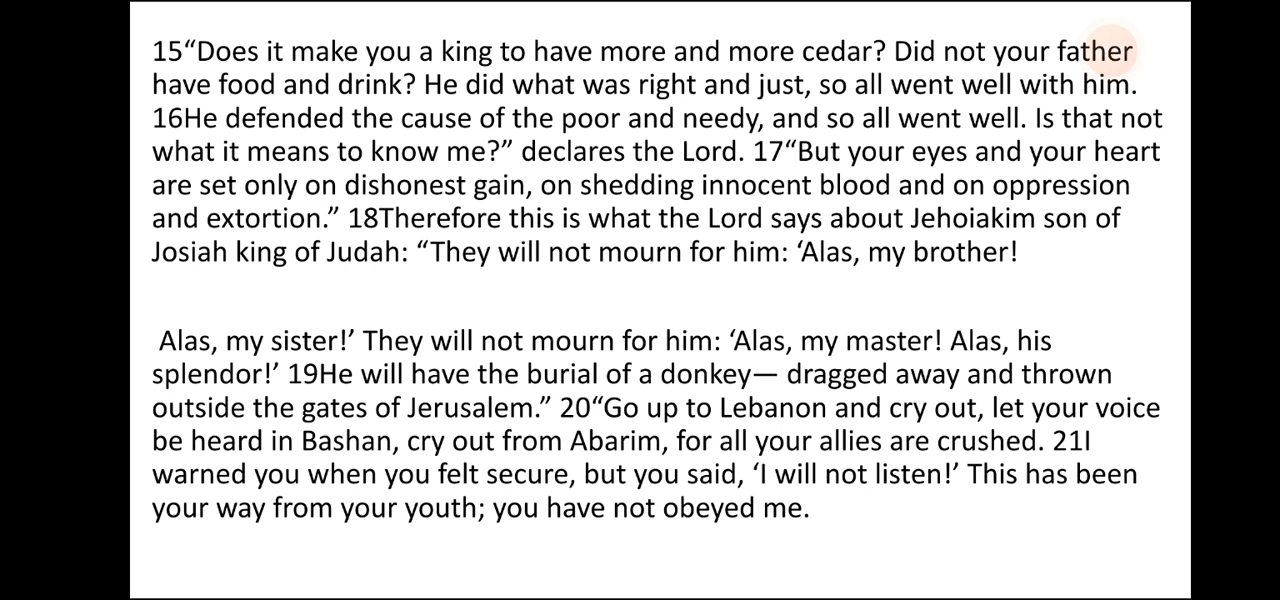 15“Does it make you a king to have more and more cedar? Did not your father
have food and drink? He did what was right and just, so all went well with him.
16He defended the cause of the poor and needy, and so all went well. Is that not
what it means to know me?” declares the Lord. 17“But your eyes and your heart
are set only on dishonest gain, on shedding innocent blood and on oppression
and extortion.” 18Therefore this is what the Lord says about Jehoiakim son of
Josiah king of Judah: “They will not mourn for him: ‘Alas, my brother!
Alas, my sister!’ They will not mourn for him: ‘Alas, my master! Alas, his
splendor!’ 19He will have the burial of a donkey— dragged away and thrown
outside the gates of Jerusalem.” 20“Go up to Lebanon and cry out, let your voice
be heard in Bashan, cry out from Abarim, for all your allies are crushed. 21I
warned you when you felt secure, but you said, ‘I will not listen!’ This has been
your way from your youth; you have not obeyed me.